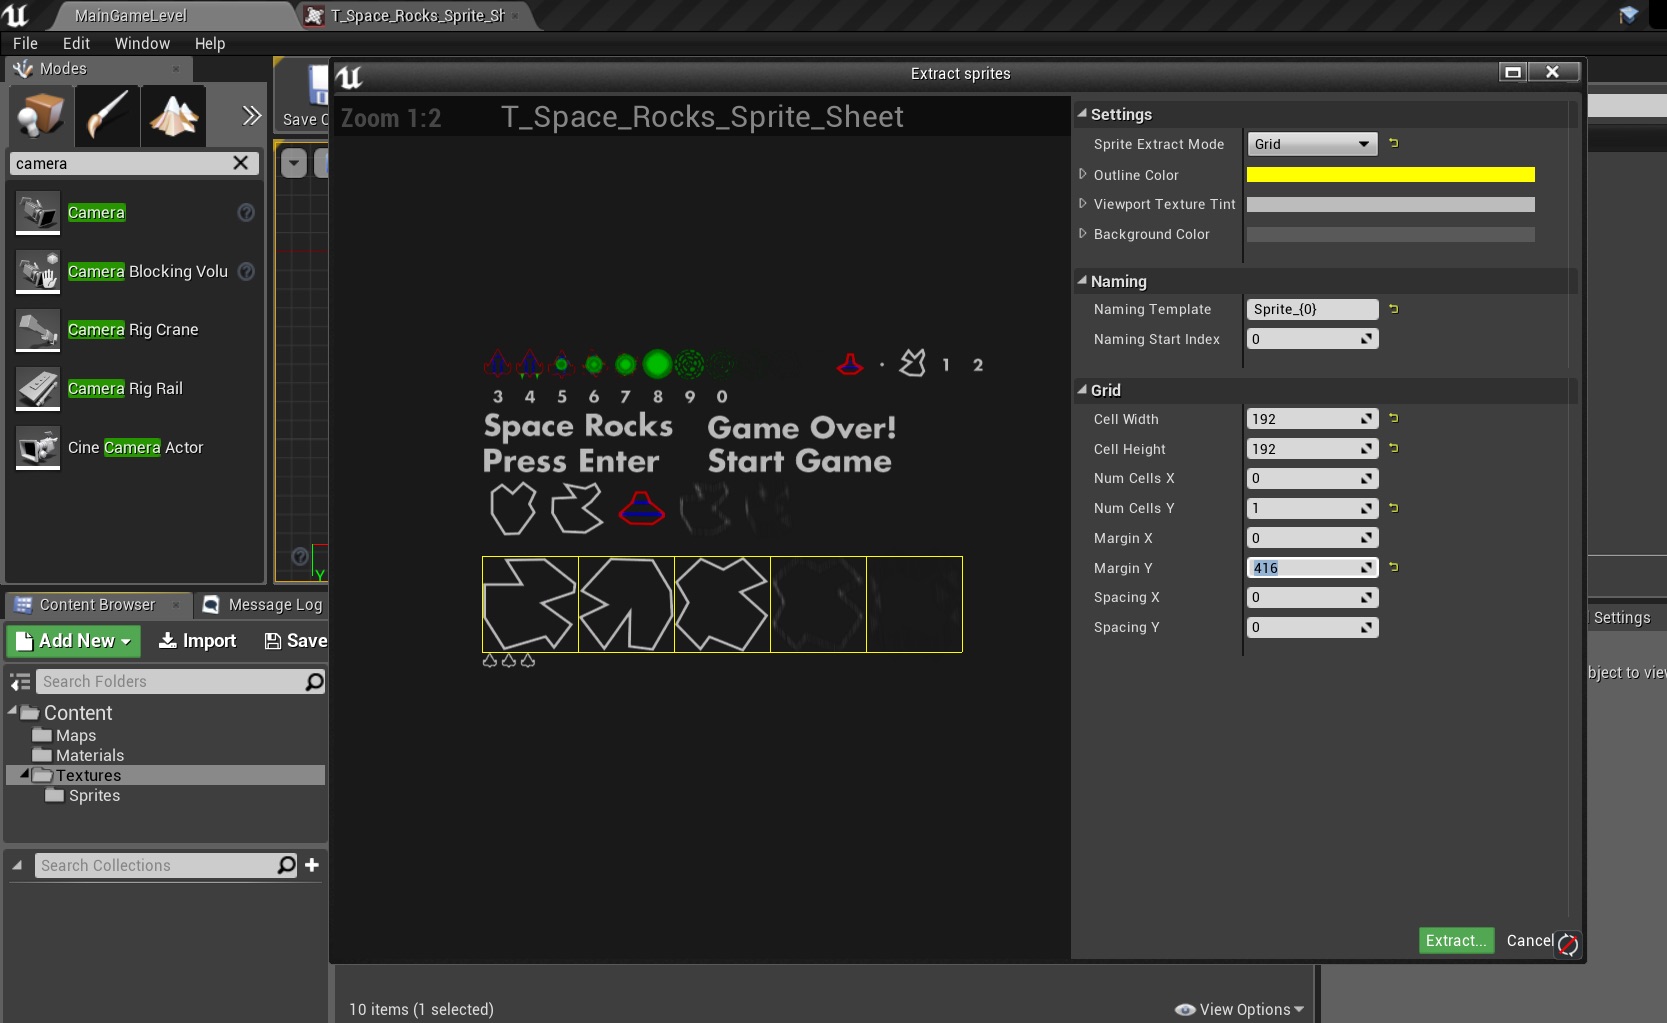 MainGameLevel
T_Space_Rocks_Sprite_Sh
File Edit Window Help
Modes
Save C
camera
Camera
Camera Blocking Volu
Camera Rig Crane
Camera Rig Rail
Cine Camera Actor
Y
Content Browser
Message Log
Add New
Import
Save
Search Folders
Content
Maps
Materials
Textures
Sprites
Search Collections
Extract sprites
Zoom 1:2
T_Space_Rocks_Sprite_Sheet
1 2
3 4 5 6 7 8 9 0
Space Rocks
Game Over!
Press Enter
Start Game
Settings
Sprite Extract Mode Grid
Outline Color
Viewport Texture Tint
Background Color
Naming
Naming Template Sprite_{0}
Naming Start Index 0
Grid
Cell Width 192
Cell Height 192
Num Cells X 0
Num Cells Y 1
Margin X 0
Margin Y 416
Spacing X 0
Spacing Y 0
Extract...
Cancel
Settings
bject to view
10 items (1 selected)
View Options